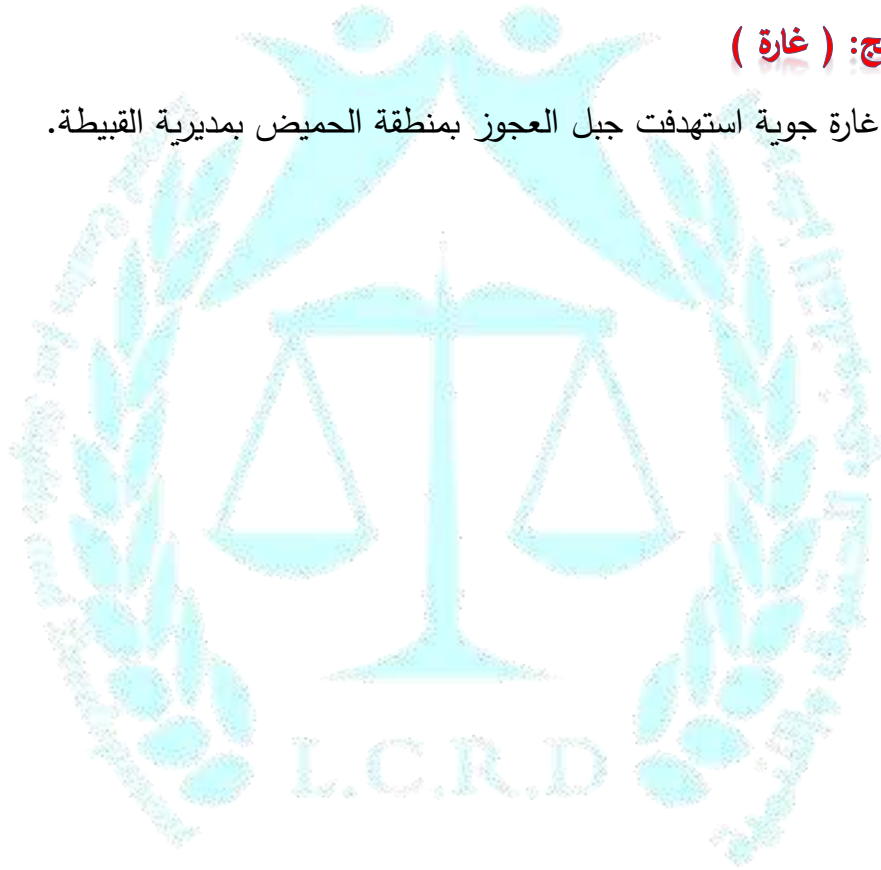 ج: ( غارة )
غارة جوية استهدفت جبل العجوز بمنطقة الحميض بمديرية القبيطة.
L.C.R.D